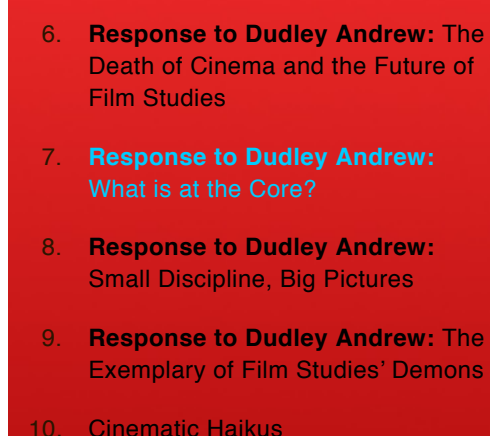 6. Response to Dudley Andrew: The
Death of Cinema and the Future of
Film Studies
7. Response to Dudley Andrew:
What is at the Core?
8. Response to Dudley Andrew:
Small Discipline, Big Pictures
9. Response to Dudley Andrew: The
Exemplary of Film Studies’ Demons
10. Cinematic Haikus